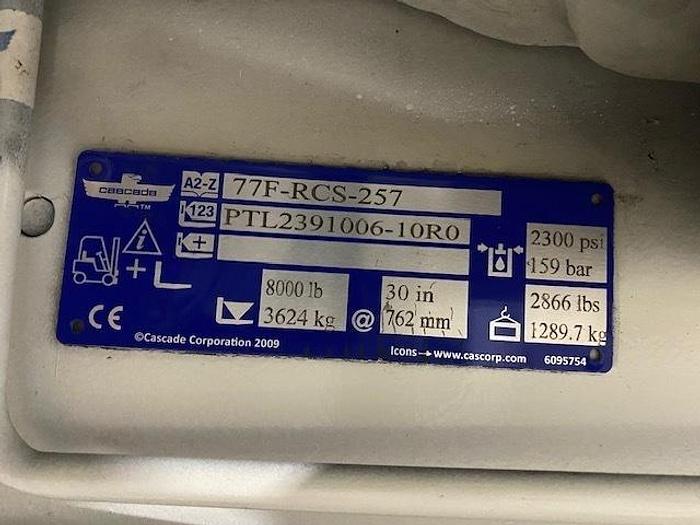 cascade
TM
A2-Z 77F-RCS-257
123 PTL2391006-10R0
+
2300 psi
159 bar
8000 lb
3624 kg
@
30 in
762 mm
2866 lbs
1289.7 kg
CE
©Cascade Corporation 2009
Icons→www.cascorp.com
6095754